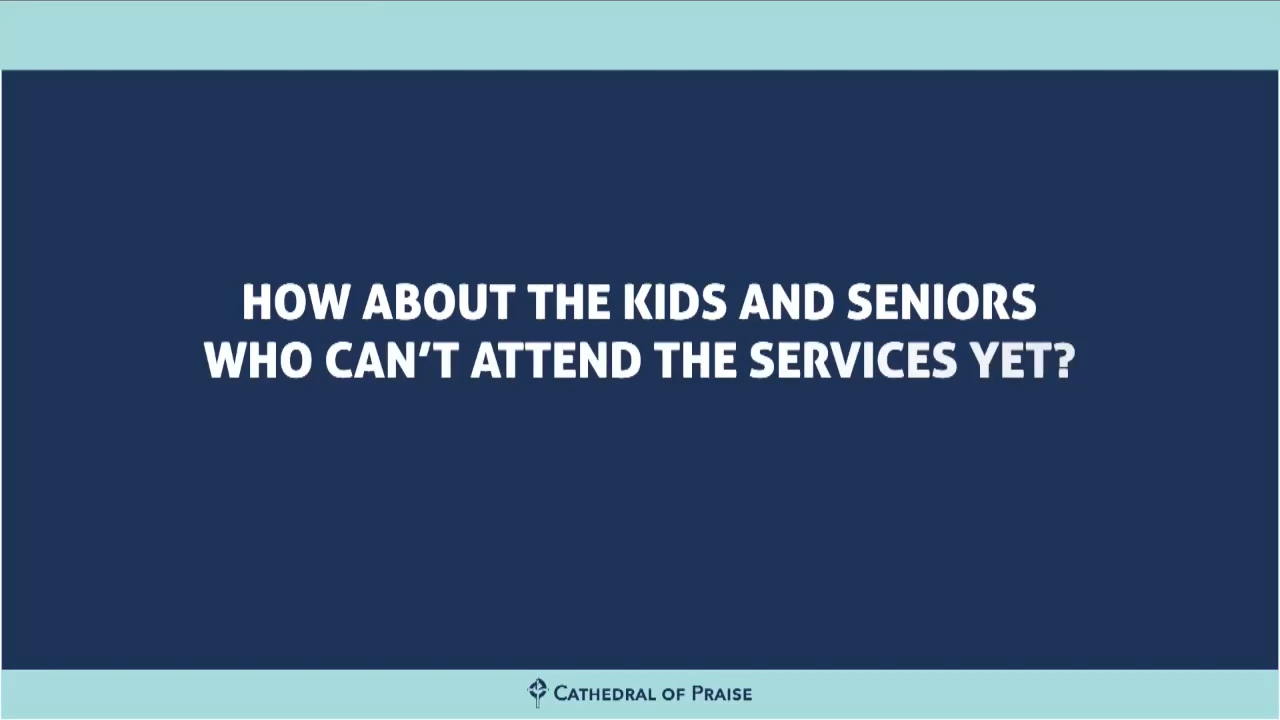 HOW ABOUT THE KIDS AND SENIORS
WHO CAN’T ATTEND THE SERVICES YET?
CATHEDRAL OF PRAISE